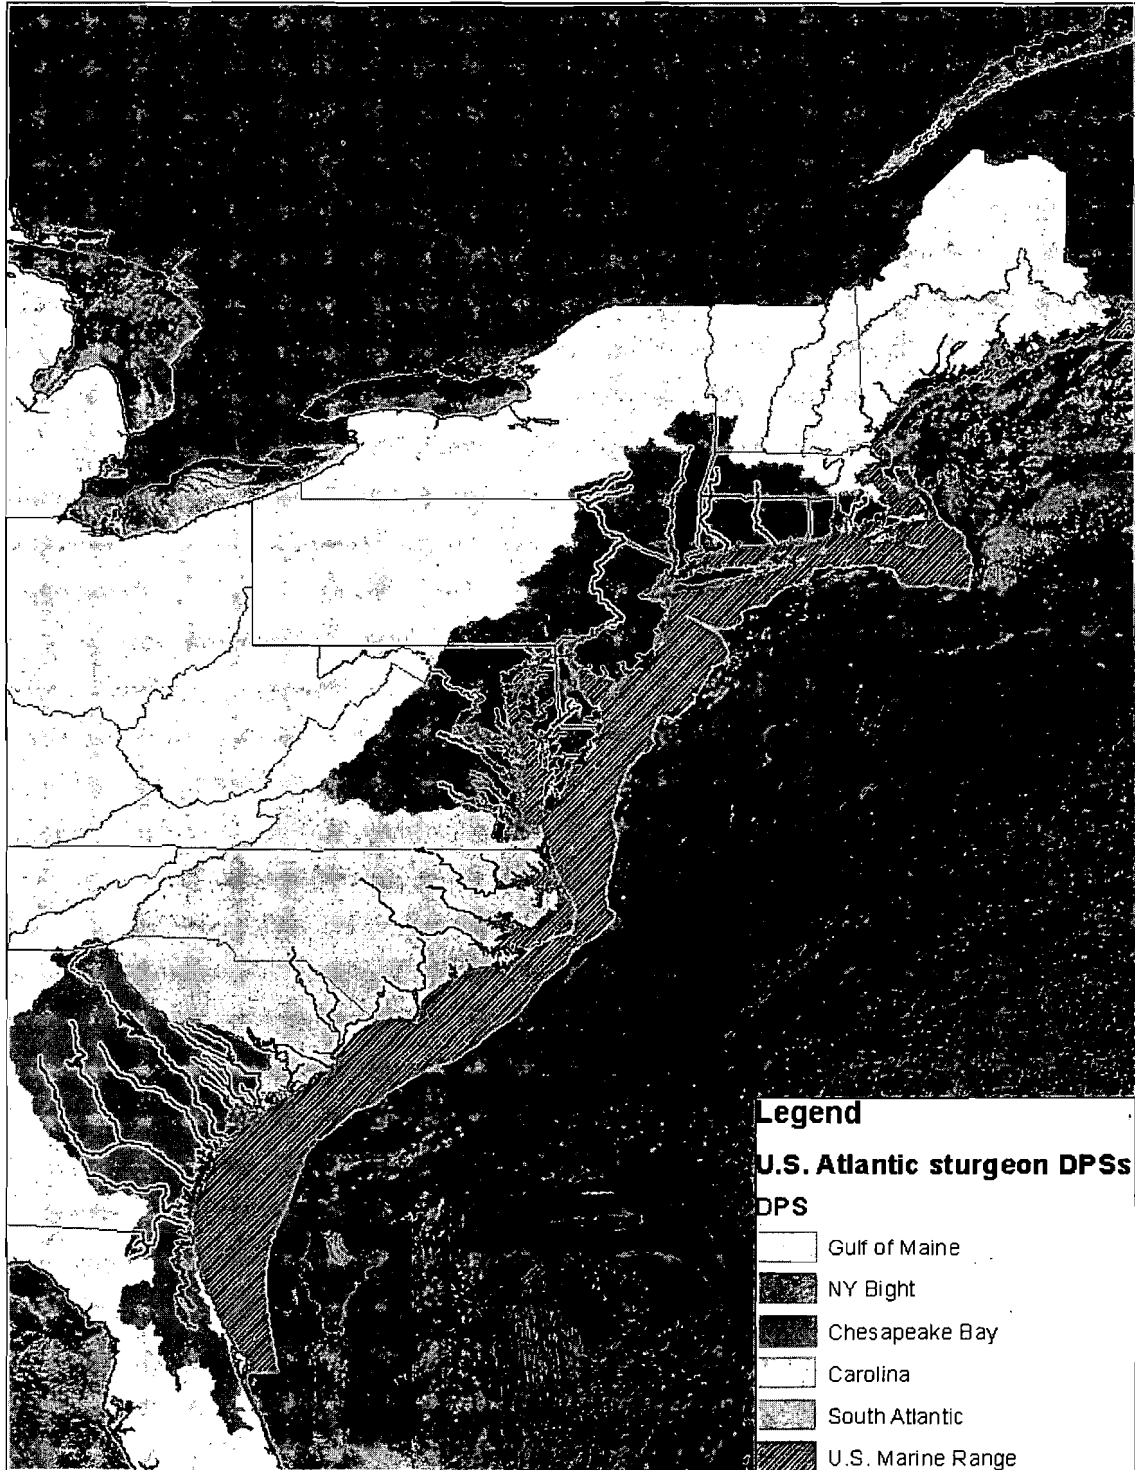 Legend
U.S. Atlantic sturgeon DPSs
DPS
Gulf of Maine
NY Bight
Chesapeake Bay
Carolina
South Atlantic
U.S. Marine Range